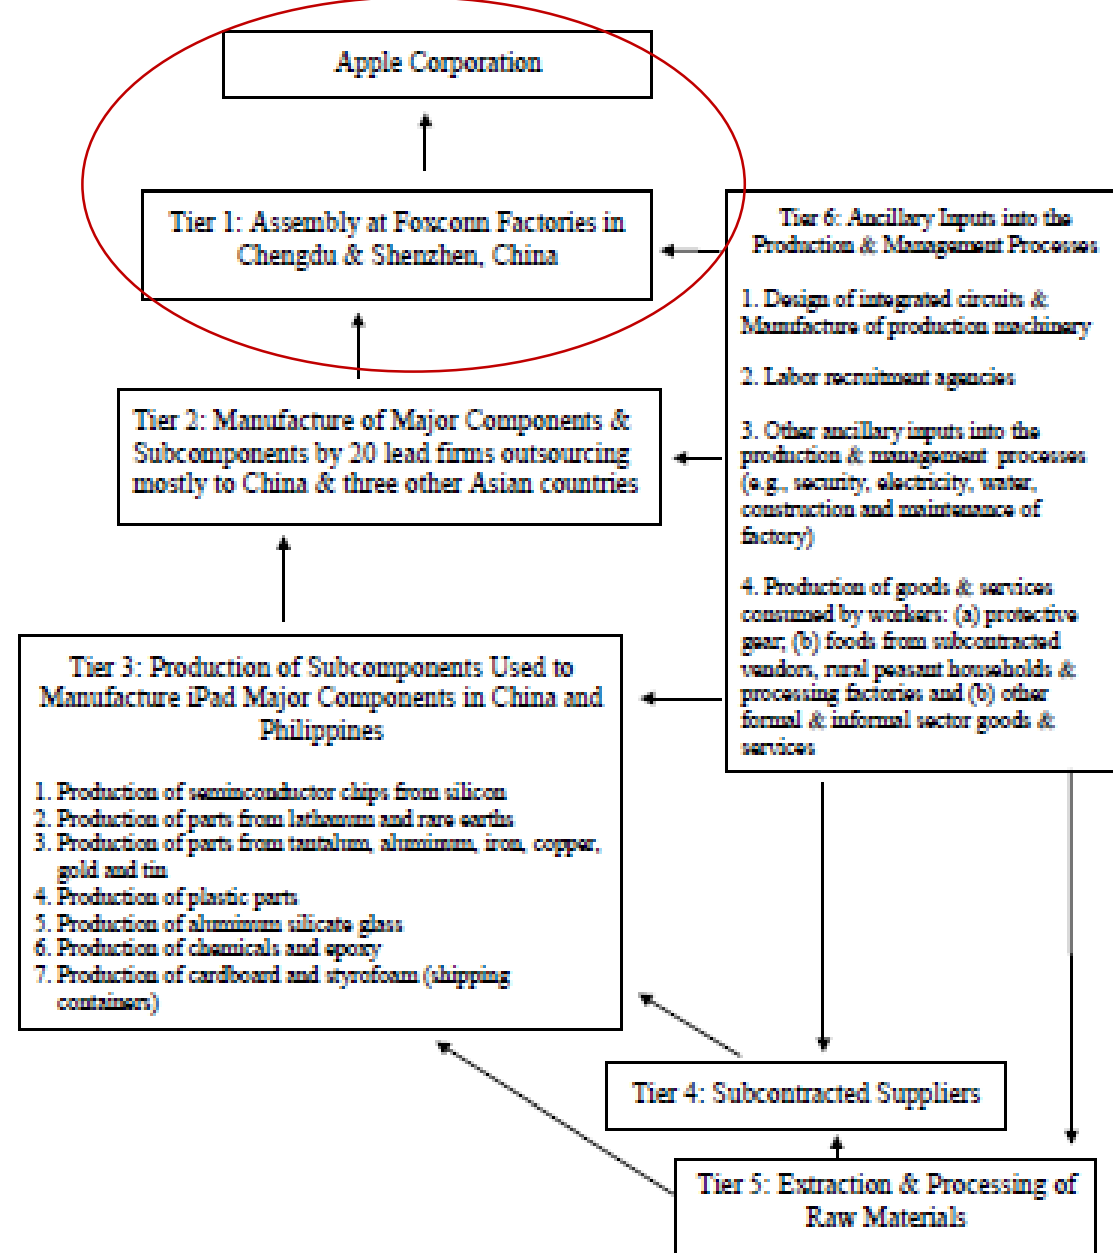 Apple Corporation
Tier 1: Assembly at Foxconn Factories in
Chengdu & Shenzhen, China
Tier 2: Manufacture of Major Components &
Subcomponents by 20 lead firms outsourcing
mostly to China & three other Asian countries
Tier 3: Production of Subcomponents Used to
Manufacture iPad Major Components in China and
Philippines
1. Production of seminconductor chips from silicon
2. Production of parts from lathanum and rare earths
3. Production of parts from tantalum, aluminum, iron, copper,
gold and tin
4. Production of plastic parts
5. Production of aluminum silicate glass
6. Production of chemicals and epoxy
7. Production of cardboard and styrofoam (shipping
containers)
Tier 6: Ancillary Inputs into the
Production & Management Processes
1. Design of integrated circuits &
Manufacture of production machinery
2. Labor recruitment agencies
3. Other ancillary inputs into the
production & management processes
(e.g., security, electricity, water,
construction and maintenance of
factory)
4. Production of goods & services
consumed by workers: (a) protective
gear; (b) foods from subcontracted
vendors, rural peasant households &
processing factories and (b) other
formal & informal sector goods &
services
Tier 4: Subcontracted Suppliers
Tier 5: Extraction & Processing of
Raw Materials